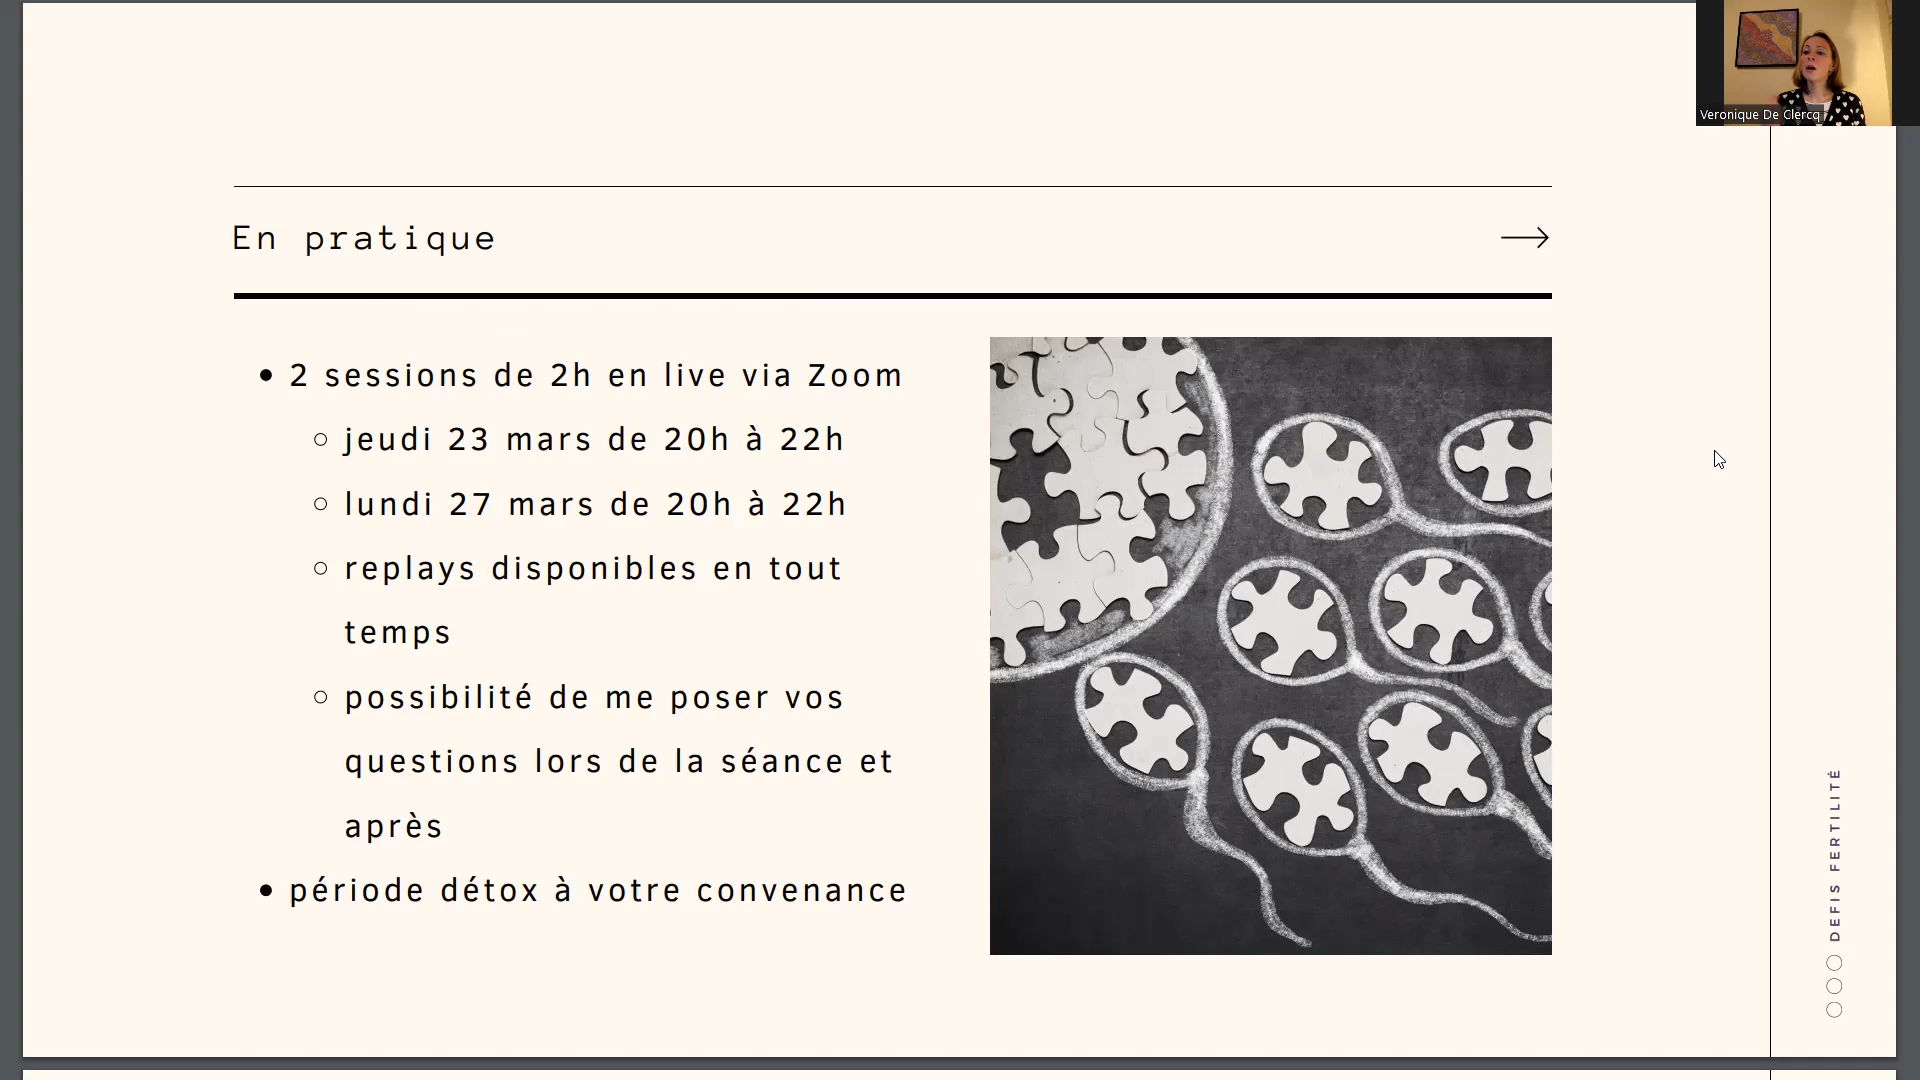 Veronique De Clercq
En pratique
2 sessions de 2h en live via Zoom
jeudi 23 mars de 20h à 22h
lundi 27 mars de 20h à 22h
replays disponibles en tout
temps
possibilité de me poser vos
questions lors de la séance et
après
période détox à votre convenance
DEFIS FERTILITÉ